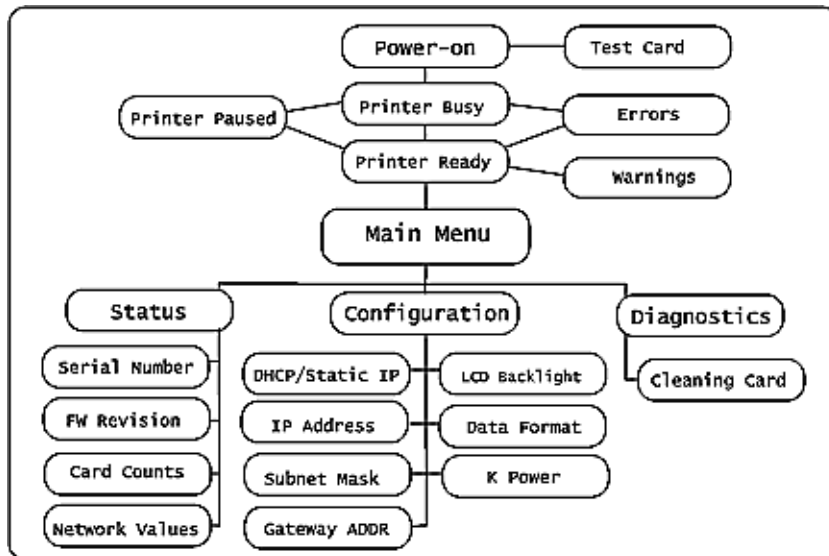 Power-on
Test Card
Printer Busy
Printer Paused
Errors
Printer Ready
Warnings
Main Menu
Status
Configuration
Diagnostics
Serial Number
DHCP/Static IP
LCD Backlight
Cleaning Card
FW Revision
IP Address
Data Format
Card Counts
Subnet Mask
K Power
Network Values
Gateway ADDR